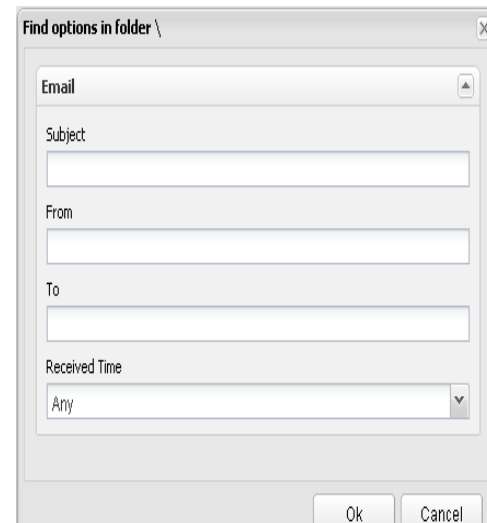 Find options in folder \
Email
Subject
From
To
Received Time
Any
Ok Cancel